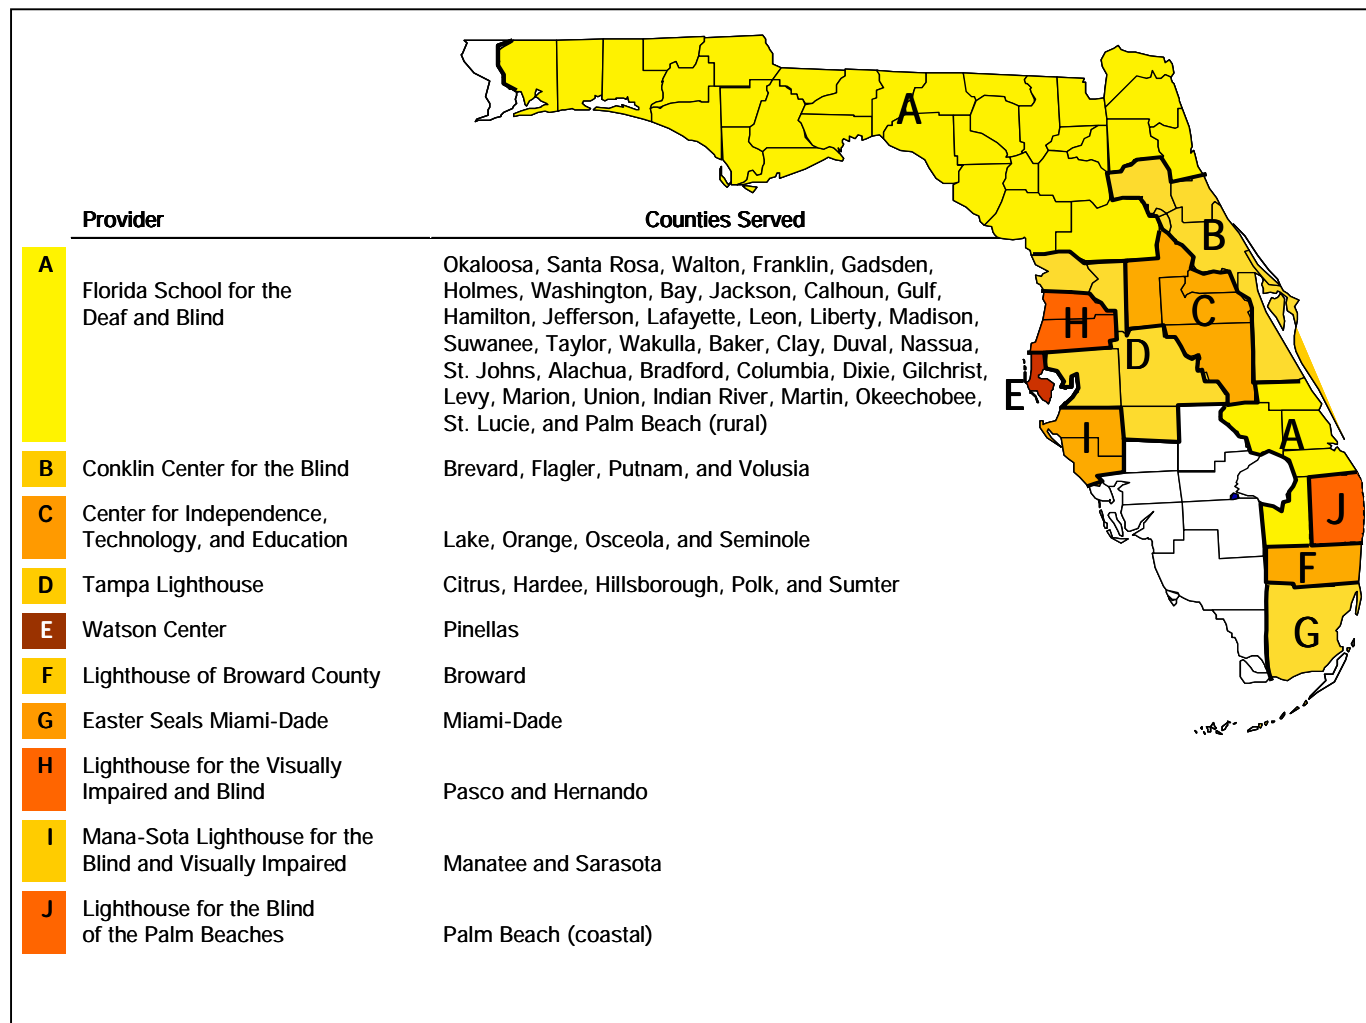 Provider Counties Served
A
Florida School for the
Deaf and Blind
Okaloosa, Santa Rosa, Walton, Franklin, Gadsden,
Holmes, Washington, Bay, Jackson, Calhoun, Gulf,
Hamilton, Jefferson, Lafayette, Leon, Liberty, Madison,
Suwanee, Taylor, Wakulla, Baker, Clay, Duval, Nassua,
St. Johns, Alachua, Bradford, Columbia, Dixie, Gilchrist,
Levy, Marion, Union, Indian River, Martin, Okeechobee,
St. Lucie, and Palm Beach (rural)
B Conklin Center for the Blind Brevard, Flagler, Putnam, and Volusia
C Center for Independence,
Technology, and Education Lake, Orange, Osceola, and Seminole
D Tampa Lighthouse Citrus, Hardee, Hillsborough, Polk, and Sumter
E Watson Center Pinellas
F Lighthouse of Broward County Broward
G Easter Seals Miami-Dade Miami-Dade
H Lighthouse for the Visually
Impaired and Blind Pasco and Hernando
I Mana-Sota Lighthouse for the
Blind and Visually Impaired Manatee and Sarasota
J Lighthouse for the Blind
of the Palm Beaches Palm Beach (coastal)
A
B
C
H
D
E
I
A
J
F
G